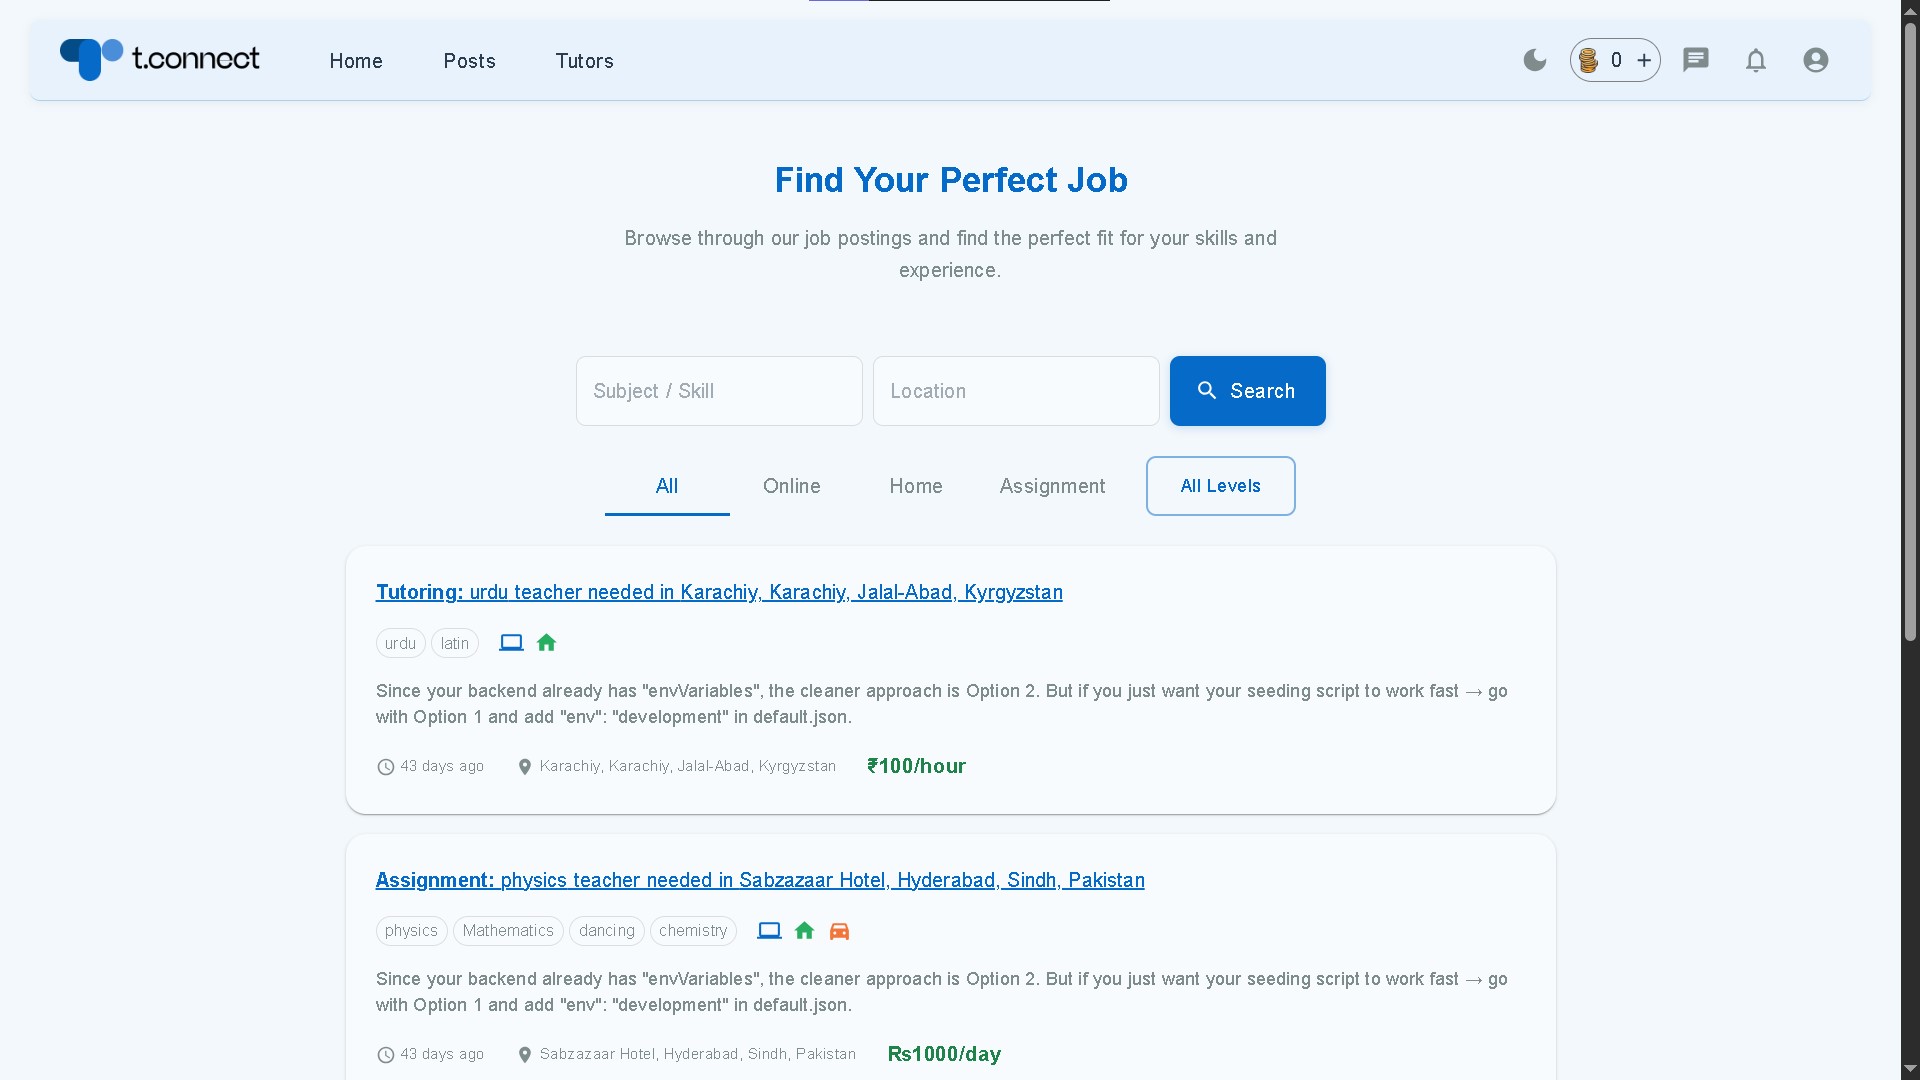 t.connect
Home
Posts
Tutors
0
Find Your Perfect Job
Browse through our job postings and find the perfect fit for your skills and
experience.
Subject / Skill
Location
Search
All
Online
Home
Assignment
All Levels
Tutoring: urdu teacher needed in Karachiy, Karachiy, Jalal-Abad, Kyrgyzstan
urdu
latin
Since your backend already has "envVariables", the cleaner approach is Option 2. But if you just want your seeding script to work fast → go
with Option 1 and add "env": "development" in default.json.
43 days ago
Karachiy, Karachiy, Jalal-Abad, Kyrgyzstan
₹100/hour
Assignment: physics teacher needed in Sabzazaar Hotel, Hyderabad, Sindh, Pakistan
physics
Mathematics
dancing
chemistry
Since your backend already has "envVariables", the cleaner approach is Option 2. But if you just want your seeding script to work fast → go
with Option 1 and add "env": "development" in default.json.
43 days ago
Sabzazaar Hotel, Hyderabad, Sindh, Pakistan
₨1000/day